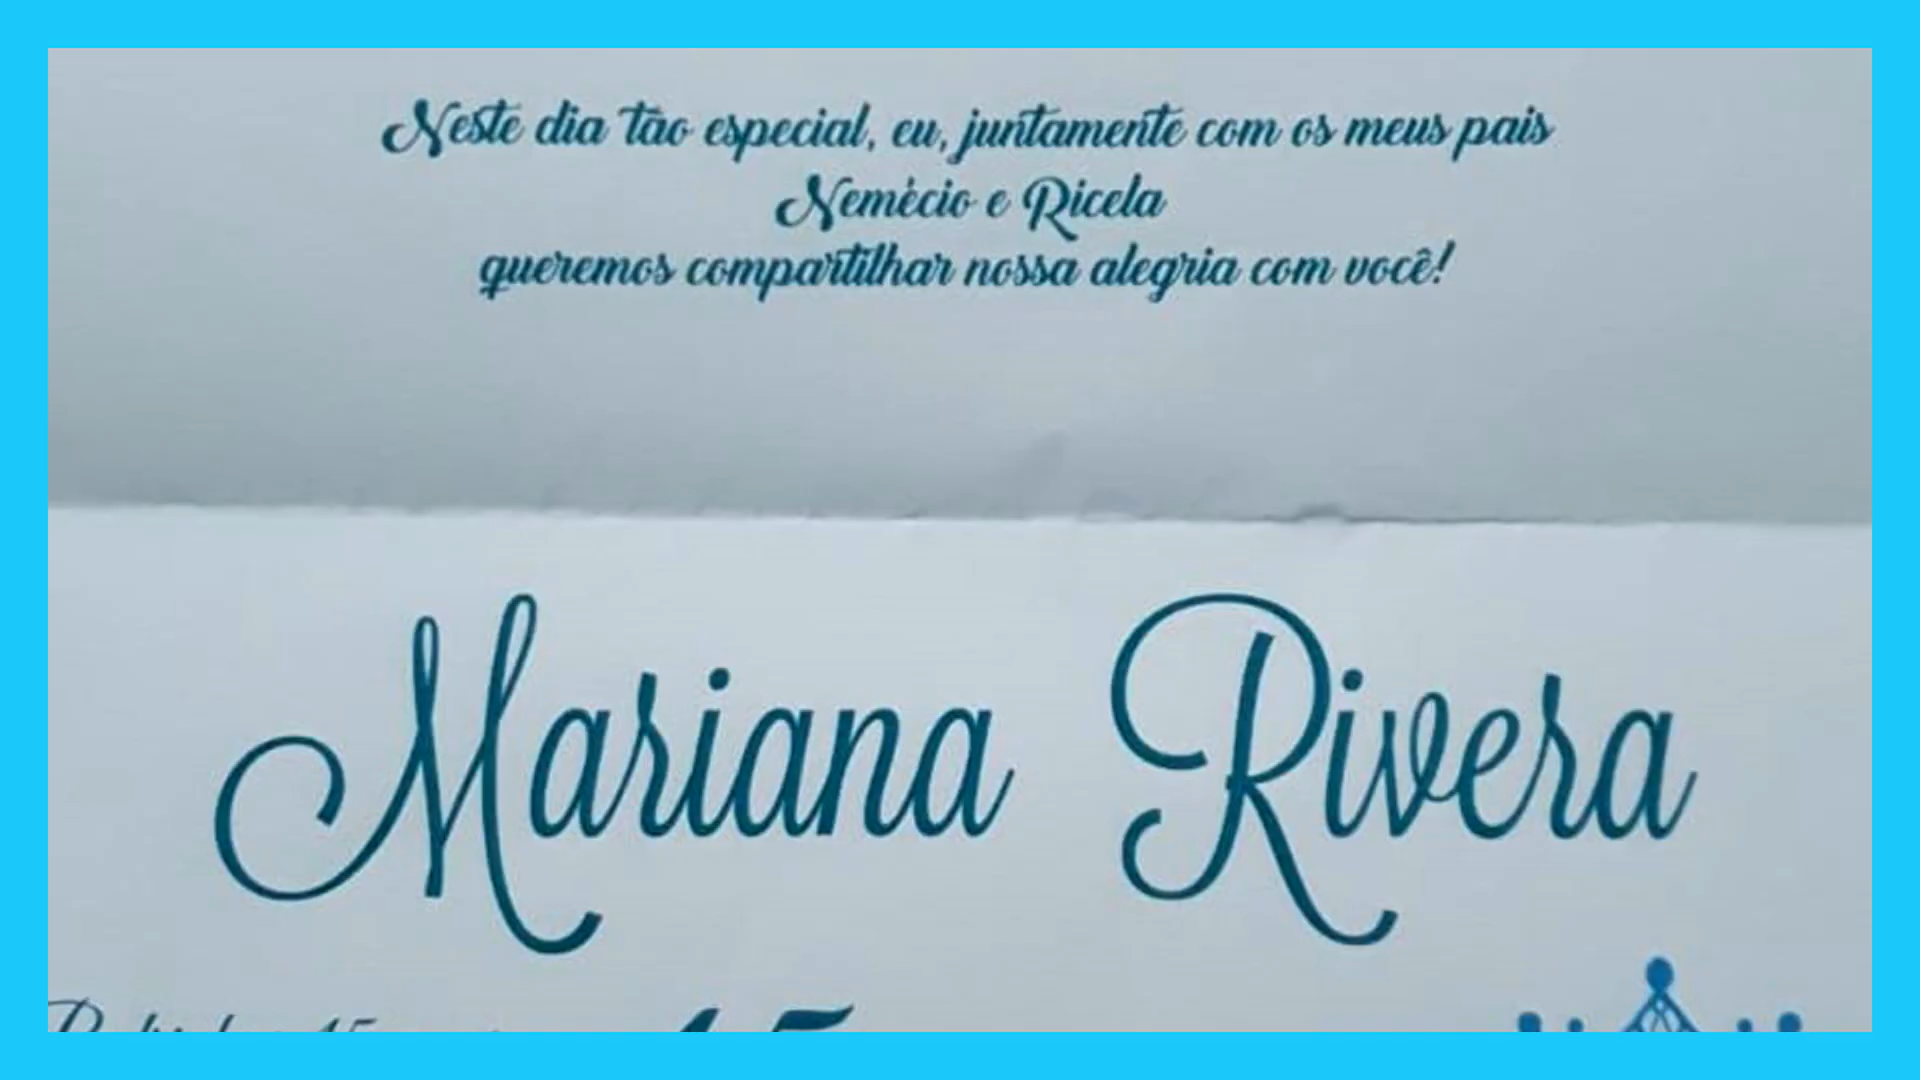 Neste dia tão especial, eu, juntamente com os meus pais
Nemécio e Ricela
queremos compartilhar nossa alegria com você!
Mariana Rivera
15